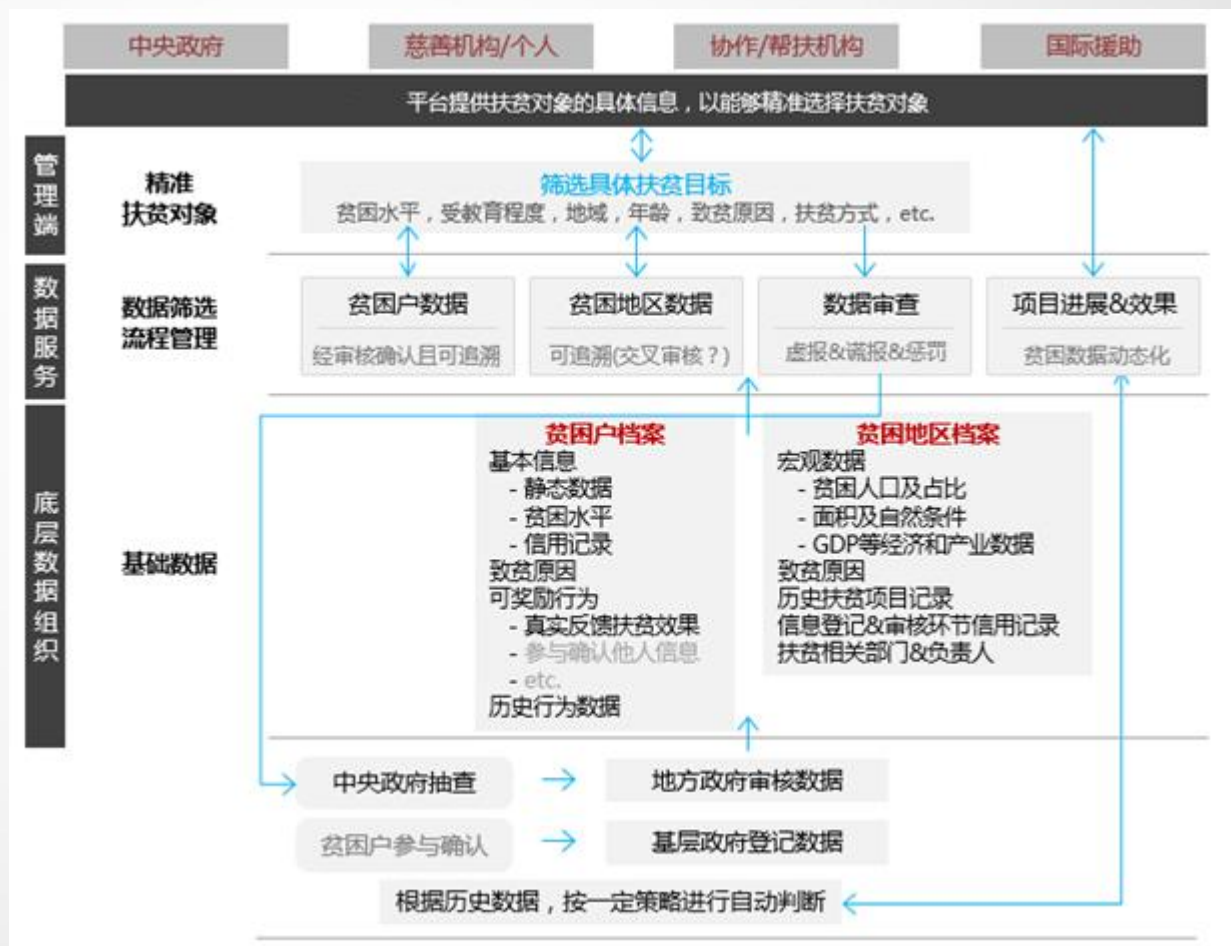 中央政府
慈善机构/个人
协作/帮扶机构
国际援助
平台提供扶贫对象的具体信息，以能够精准选择扶贫对象
管理端
精准
扶贫对象
筛选具体扶贫目标
贫困水平，受教育程度，地域，年龄，致贫原因，扶贫方式，etc.
数据服务
数据筛选
流程管理
贫困户数据
经审核确认且可追溯
贫困地区数据
可追溯(交叉审核？)
数据审查
虚报&谎报&惩罚
项目进展&效果
贫困数据动态化
底层数据组织
基础数据
贫困户档案
基本信息
- 静态数据
- 贫困水平
- 信用记录
致贫原因
可奖励行为
- 真实反馈扶贫效果
- 参与确认他人信息
- etc.
历史行为数据
贫困地区档案
宏观数据
- 贫困人口及占比
- 面积及自然条件
- GDP等经济和产业数据
致贫原因
历史扶贫项目记录
信息登记&审核环节信用记录
扶贫相关部门&负责人
中央政府抽查
地方政府审核数据
贫困户参与确认
基层政府登记数据
根据历史数据，按一定策略进行自动判断